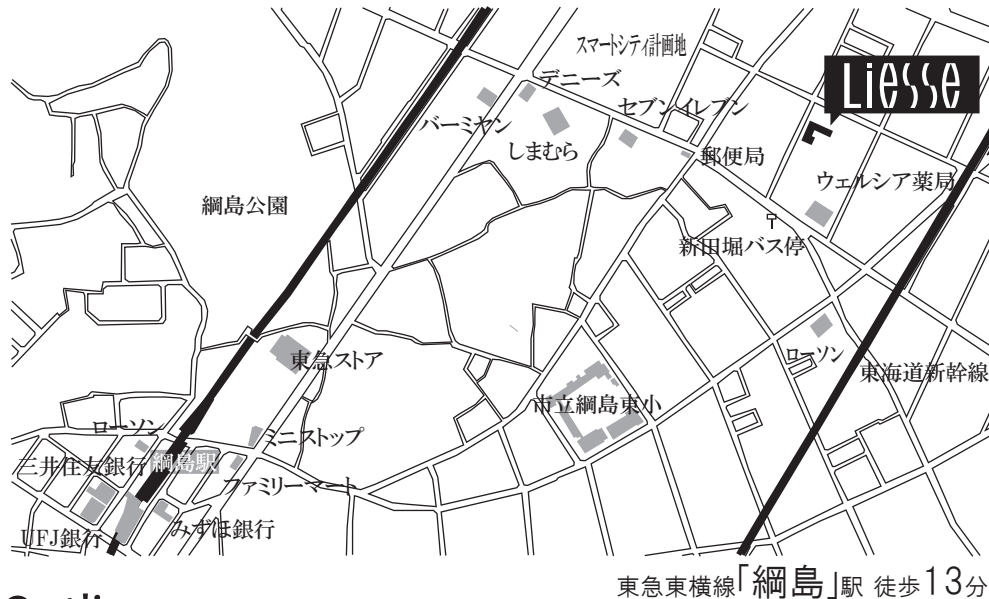 スマートシティ計画地
デニーズ
Liesse
セブンイレブン
バーミヤン
しまむら
郵便局
ウェルシア薬局
綱島公園
新田堀バス停
東急ストア
ローソン
東海道新幹線
市立綱島東小
ローソン
ミニストップ
三井住友銀行
綱島駅
ファミリーマート
みずほ銀行
UFJ銀行
東急東横線「綱島」駅 徒歩13分